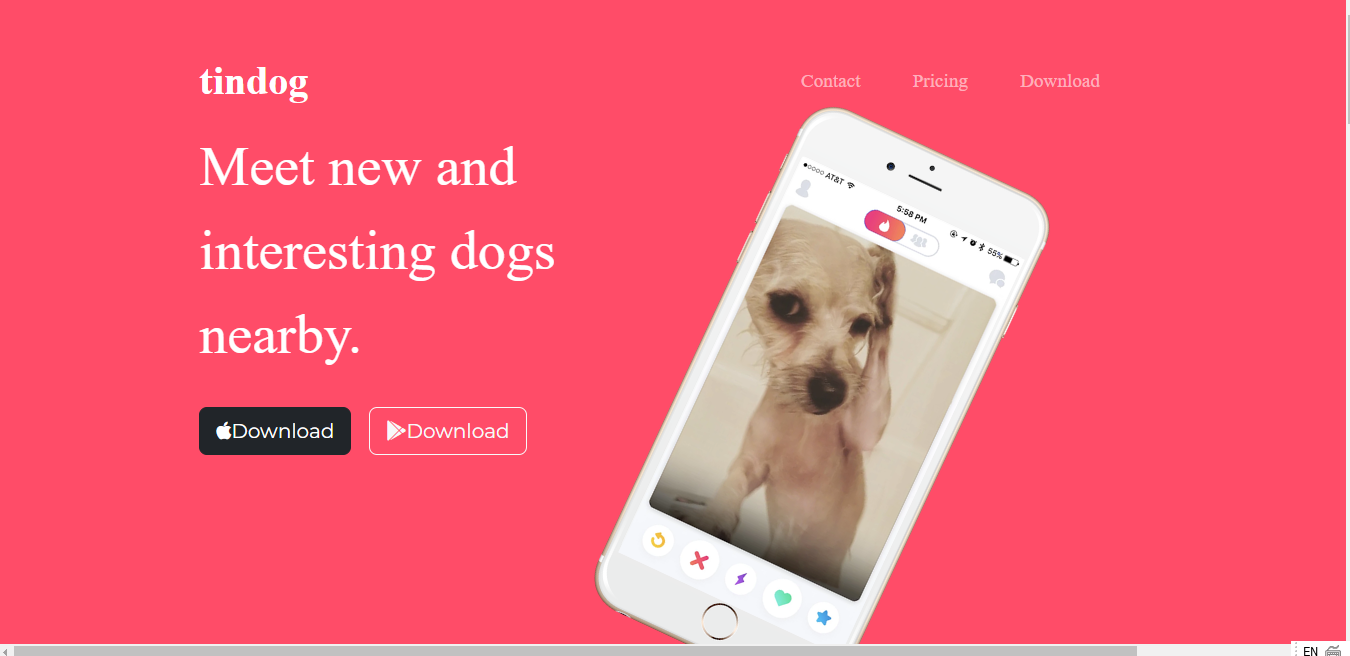 tindog
Contact Pricing Download
Meet new and
interesting dogs
nearby.
Download Download
AT&T
5:58 PM
55%
EN